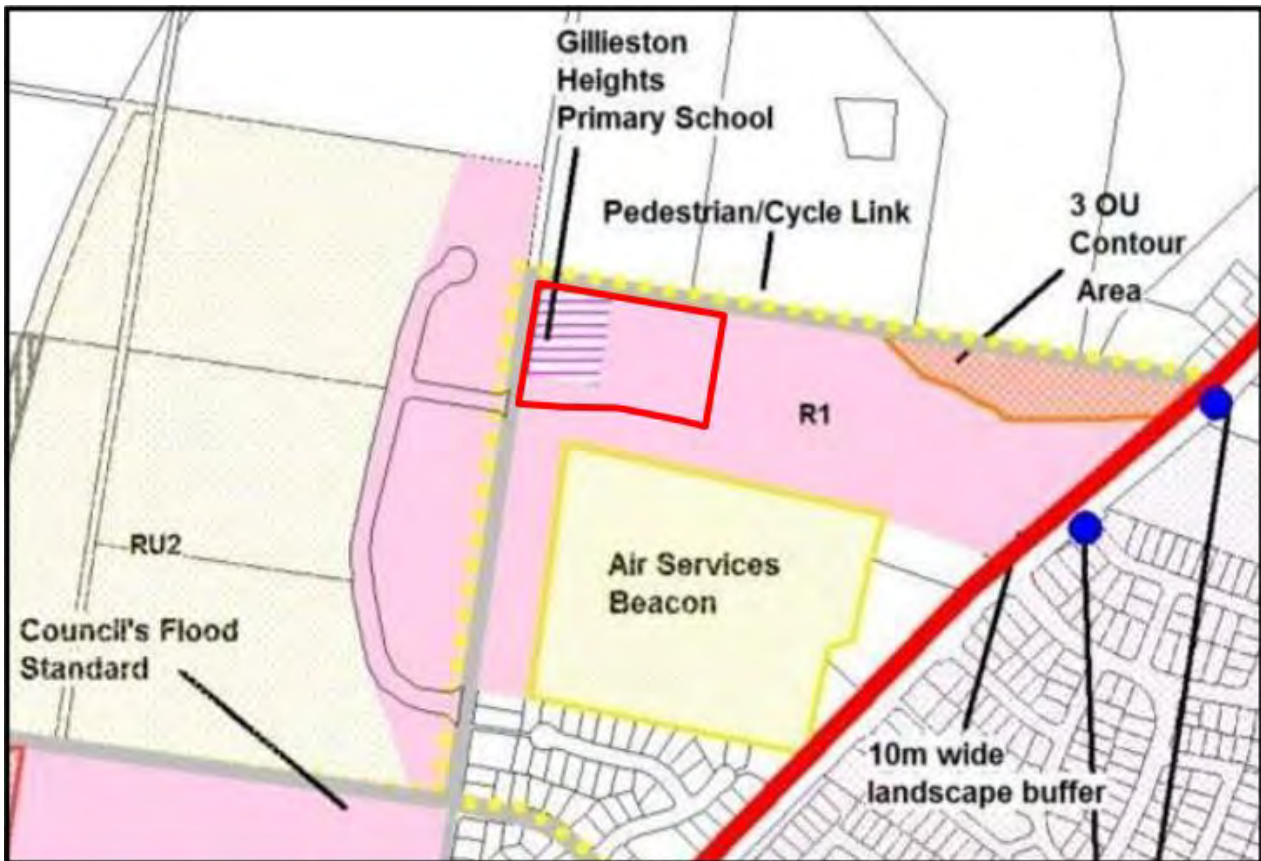 Gillieston
Heights
Primary School
Pedestrian/Cycle Link
3 OU
Contour
Area
R1
RU2
Air Services
Beacon
Council's Flood
Standard
10m wide
landscape buffer